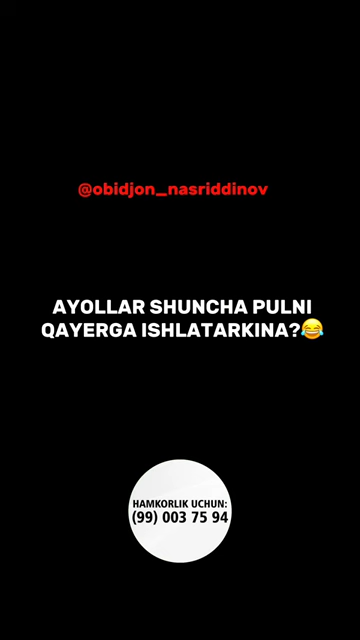 @obidjon_nasriddinov
AYOLLAR SHUNCHA PULNI
QAYERGA ISHLATARKINA?😂
HAMKORLIK UCHUN:
(99) 003 75 94